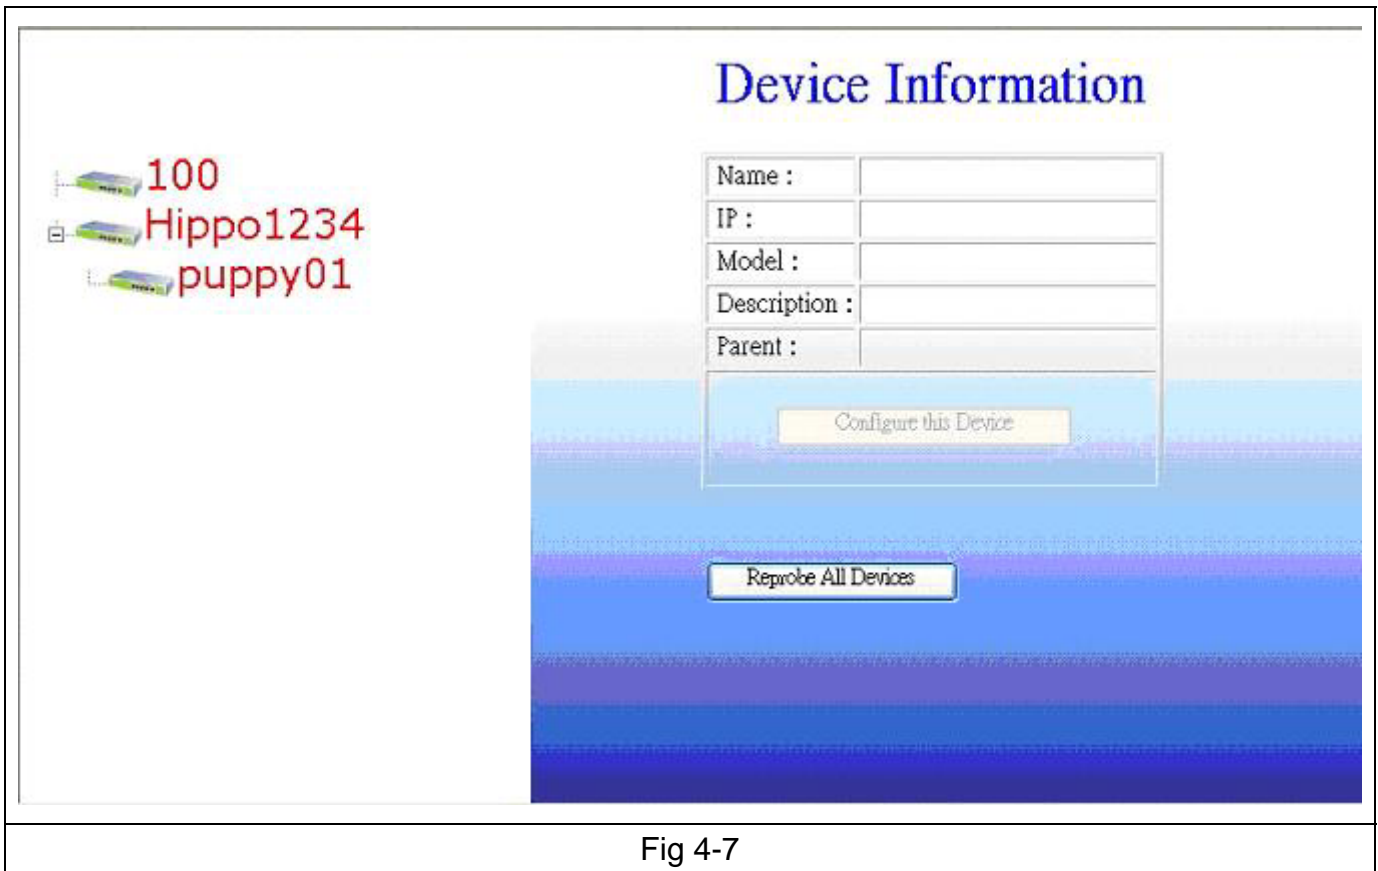 Device Information
100
Hippo1234
puppy01
Name :
IP :
Model :
Description :
Parent :
Configure this Device
Reprobe All Devices
Fig 4-7